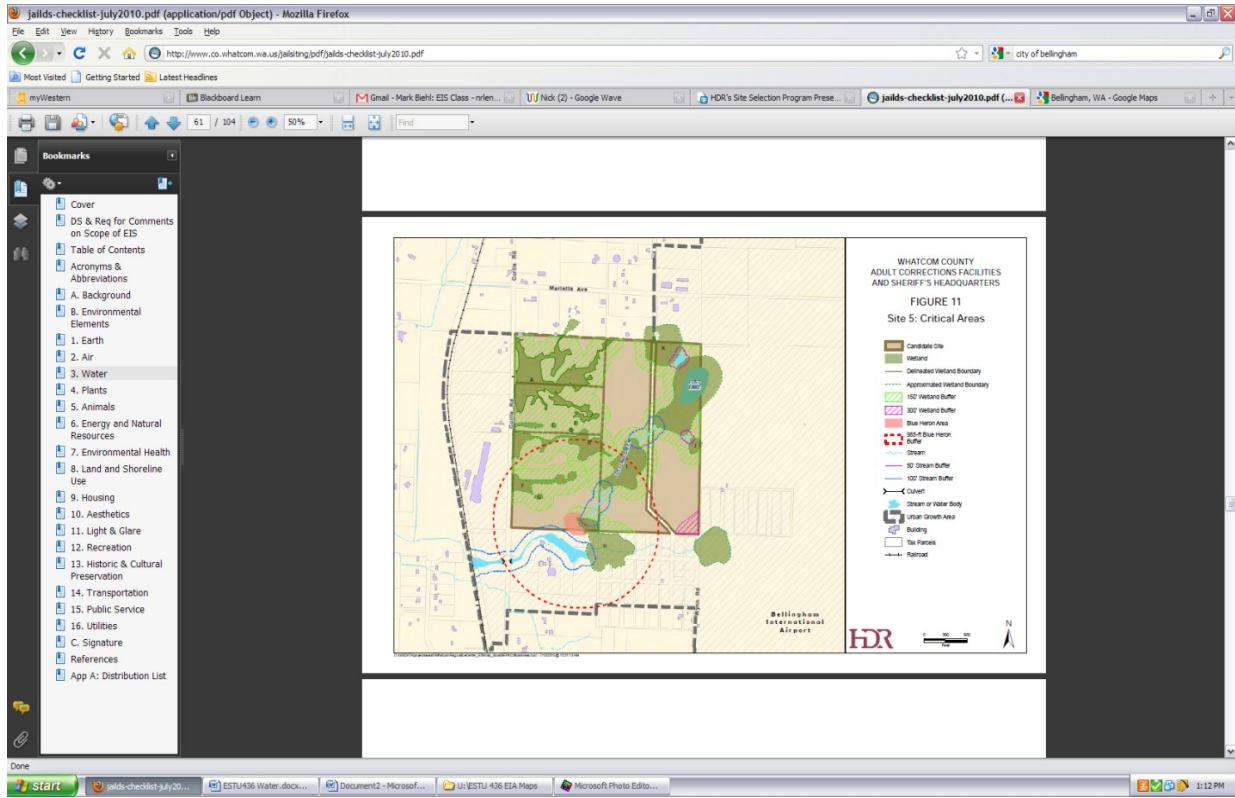 jailds-checklist-july2010.pdf (application/pdf Object) - Mozilla Firefox
File Edit View History Bookmarks Tools Help
http://www.co.whatcom.wa.us/jailsiting/pdf/jailds-checklist-july2010.pdf
city of bellingham
Most Visited Getting Started Latest Headlines
myWestern
Blackboard Learn
Gmail - Mark Biehl: EIS Class - nrlen...
Nick (2) - Google Wave
HDR's Site Selection Program Prese...
jailds-checklist-july2010.pdf (...
Bellingham, WA - Google Maps
61 / 104 50% Find
Bookmarks
Cover
DS & Req for Comments
on Scope of EIS
Table of Contents
Acronyms &
Abbreviations
A. Background
B. Environmental
Elements
1. Earth
2. Air
3. Water
4. Plants
5. Animals
6. Energy and Natural
Resources
7. Environmental Health
8. Land and Shoreline
Use
9. Housing
10. Aesthetics
11. Light & Glare
12. Recreation
13. Historic & Cultural
Preservation
14. Transportation
15. Public Service
16. Utilities
C. Signature
References
App A: Distribution List
Curtis Rd
Marietta Ave
Curtis Rd
Bellingham
International
Airport
WHATCOM COUNTY
ADULT CORRECTIONS FACILITIES
AND SHERIFF'S HEADQUARTERS
FIGURE 11
Site 5: Critical Areas
Candidate Site
Wetland
Delineated Wetland Boundary
Approximated Wetland Boundary
150' Wetland Buffer
300' Wetland Buffer
Blue Heron Area
985-ft Blue Heron
Buffer
Stream
50' Stream Buffer
100' Stream Buffer
Culvert
Stream or Water Body
Urban Growth Area
Building
Tax Parcels
Railroad
HDR
N
Feet
Done
start
jailds-checklist-july20...
ESTU436 Water.docx...
Document2 - Microsof...
U:\ESTU 436 EIA Maps
Microsoft Photo Edito...
1:12 PM